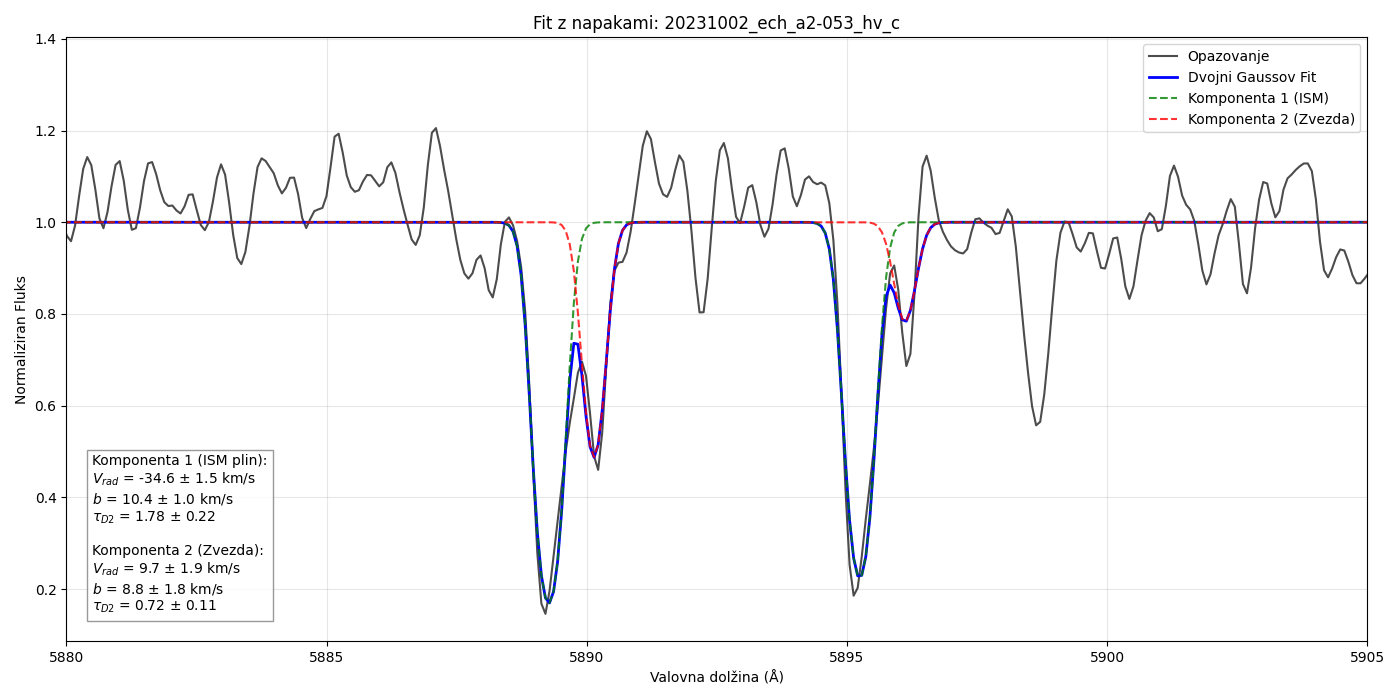 Fit z napakami: 20231002_ech_a2-053_hv_c
1.4
1.2
1.0
0.8
0.6
0.4
0.2
Normaliziran Fluks
Opazovanje
Dvojni Gaussov Fit
Komponenta 1 (ISM)
Komponenta 2 (Zvezda)
Komponenta 1 (ISM plin):
V_rad = -34.6 ± 1.5 km/s
b = 10.4 ± 1.0 km/s
τ_D2 = 1.78 ± 0.22
Komponenta 2 (Zvezda):
V_rad = 9.7 ± 1.9 km/s
b = 8.8 ± 1.8 km/s
τ_D2 = 0.72 ± 0.11
5880 5885 5890 5895 5900 5905
Valovna dolžina (Å)